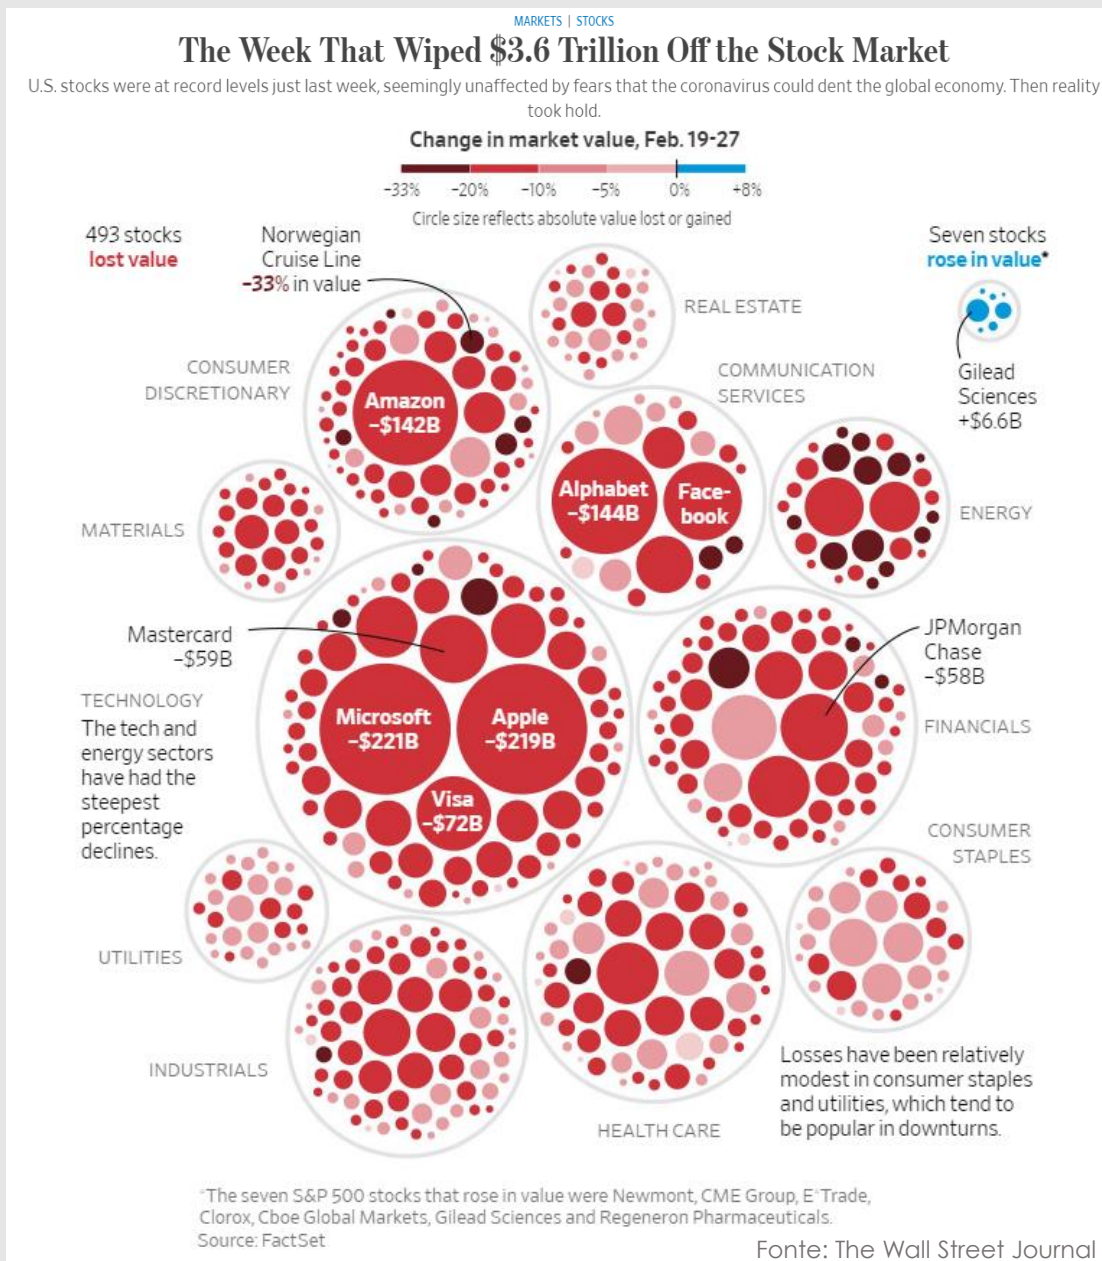 MARKETS | STOCKS
The Week That Wiped $3.6 Trillion Off the Stock Market
U.S. stocks were at record levels just last week, seemingly unaffected by fears that the coronavirus could dent the global economy. Then reality
took hold.
Change in market value, Feb. 19-27
-33% -20% -10% -5% 0% +8%
Circle size reflects absolute value lost or gained
493 stocks
lost value
Norwegian
Cruise Line
-33% in value
Seven stocks
rose in value*
REAL ESTATE
CONSUMER
DISCRETIONARY
COMMUNICATION
SERVICES
Gilead
Sciences
+$6.6B
Amazon
-$142B
Alphabet
-$144B
Face-
book
MATERIALS
ENERGY
Mastercard
-$59B
JPMorgan
Chase
-$58B
TECHNOLOGY
The tech and
energy sectors
have had the
steepest
percentage
declines.
Microsoft
-$221B
Apple
-$219B
FINANCIALS
Visa
-$72B
CONSUMER
STAPLES
UTILITIES
INDUSTRIALS
HEALTH CARE
Losses have been relatively
modest in consumer staples
and utilities, which tend to
be popular in downturns.
*The seven S&P 500 stocks that rose in value were Newmont, CME Group, E*Trade,
Clorox, Cboe Global Markets, Gilead Sciences and Regeneron Pharmaceuticals.
Source: FactSet
Fonte: The Wall Street Journal